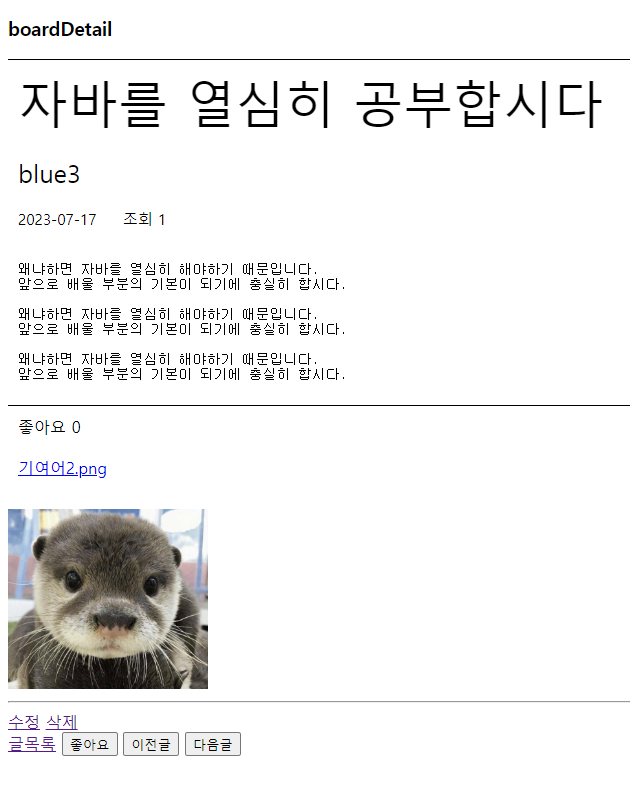 boardDetail
자바를 열심히 공부합시다
blue3
2023-07-17 조회 1
왜냐하면 자바를 열심히 해야하기 때문입니다.
앞으로 배울 부분의 기본이 되기에 충실히 합시다.
왜냐하면 자바를 열심히 해야하기 때문입니다.
앞으로 배울 부분의 기본이 되기에 충실히 합시다.
왜냐하면 자바를 열심히 해야하기 때문입니다.
앞으로 배울 부분의 기본이 되기에 충실히 합시다.
좋아요 0
기여어2.png
수정 삭제
글목록 좋아요 이전글 다음글